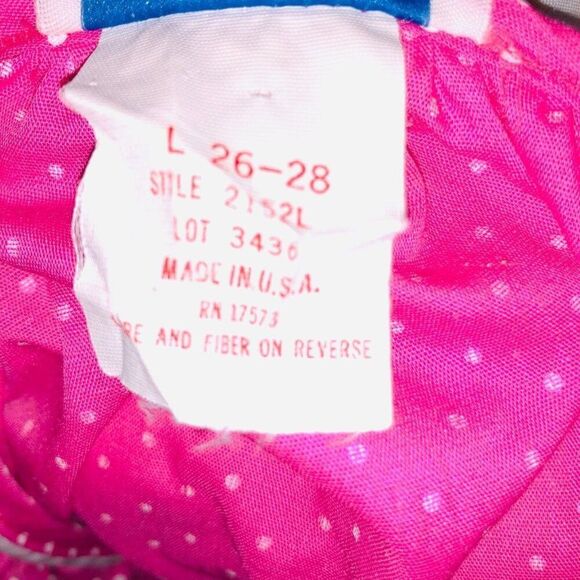 L 26-28
STYLE 2152L
LOT 3436
MADE IN U.S.A.
RN 17573
AND FIBER ON REVERSE